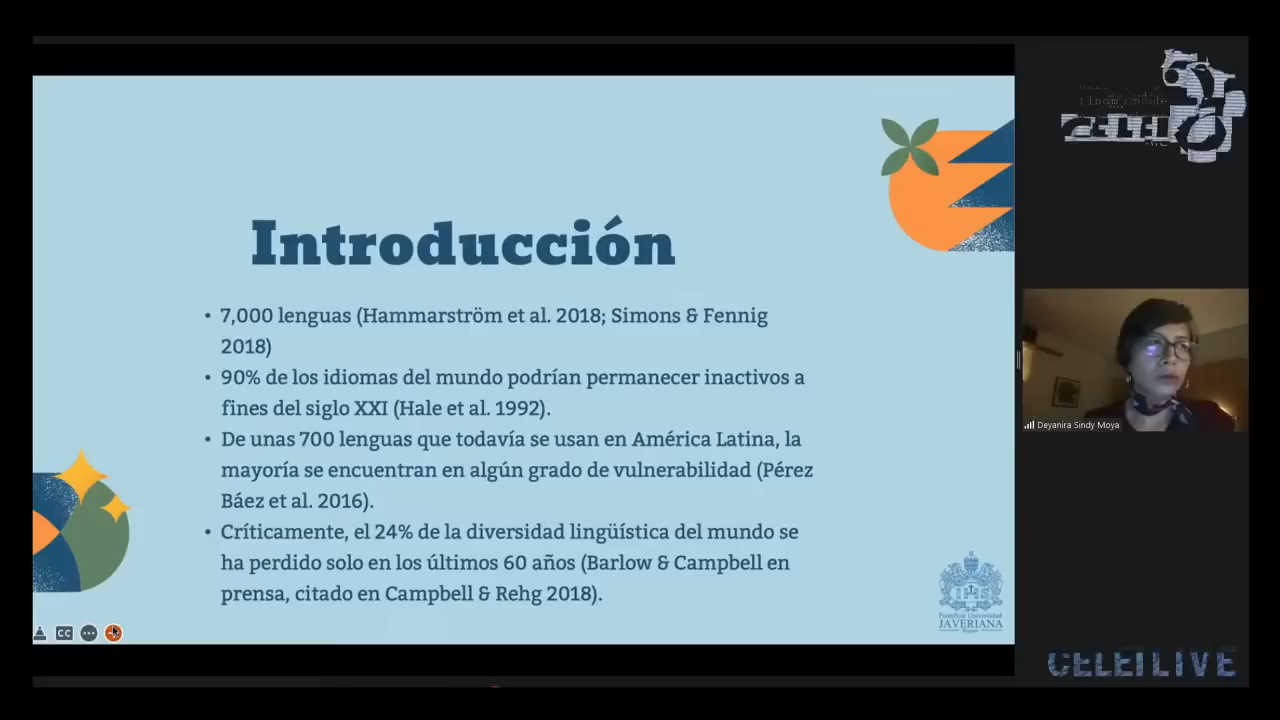 Introducción
• 7,000 lenguas (Hammarström et al. 2018; Simons & Fennig
2018)
• 90% de los idiomas del mundo podrían permanecer inactivos a
fines del siglo XXI (Hale et al. 1992).
• De unas 700 lenguas que todavía se usan en América Latina, la
mayoría se encuentran en algún grado de vulnerabilidad (Pérez
Báez et al. 2016).
• Críticamente, el 24% de la diversidad lingüística del mundo se
ha perdido solo en los últimos 60 años (Barlow & Campbell en
prensa, citado en Campbell & Rehg 2018).
CC
IHS
Pontificia Universidad
JAVERIANA
Bogotá
CELEI
Deyanira Sindy Moya
CELEI LIVE